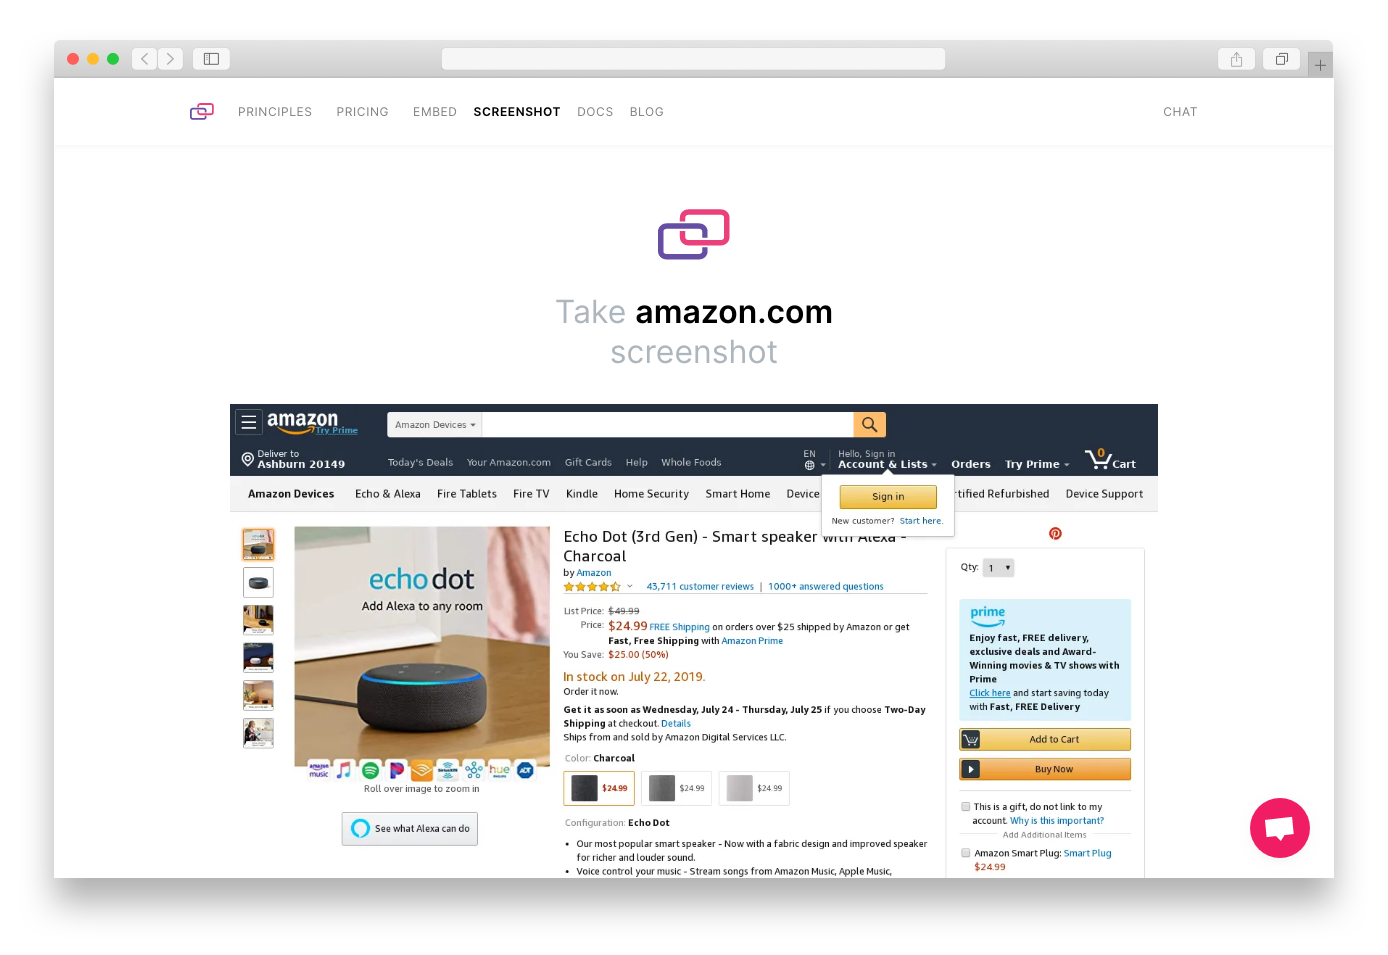 PRINCIPLES PRICING EMBED SCREENSHOT DOCS BLOG CHAT
Take amazon.com
screenshot
amazon
Try Prime
Amazon Devices
Deliver to
Ashburn 20149
Today's Deals Your Amazon.com Gift Cards Help Whole Foods
EN
Hello, Sign in
Account & Lists Orders Try Prime 0 Cart
Amazon Devices Echo & Alexa Fire Tablets Fire TV Kindle Home Security Smart Home Device rtified Refurbished Device Support
Sign in
New customer? Start here.
echo dot
Add Alexa to any room
amazon music
hue
ADT
Roll over image to zoom in
See what Alexa can do
Echo Dot (3rd Gen) - Smart speaker with Alexa -
Charcoal
by Amazon
43,711 customer reviews | 1000+ answered questions
List Price: $49.99
Price: $24.99 FREE Shipping on orders over $25 shipped by Amazon or get
Fast, Free Shipping with Amazon Prime
You Save: $25.00 (50%)
In stock on July 22, 2019.
Order it now.
Get it as soon as Wednesday, July 24 - Thursday, July 25 if you choose Two-Day
Shipping at checkout. Details
Ships from and sold by Amazon Digital Services LLC.
Color: Charcoal
$24.99 $24.99 $24.99
Configuration: Echo Dot
• Our most popular smart speaker - Now with a fabric design and improved speaker
for richer and louder sound.
• Voice control your music - Stream songs from Amazon Music, Apple Music,
Qty: 1
prime
Enjoy fast, FREE delivery,
exclusive deals and Award-
Winning movies & TV shows with
Prime
Click here and start saving today
with Fast, FREE Delivery
Add to Cart
Buy Now
This is a gift, do not link to my
account. Why is this important?
Add Additional Items
Amazon Smart Plug: Smart Plug
$24.99